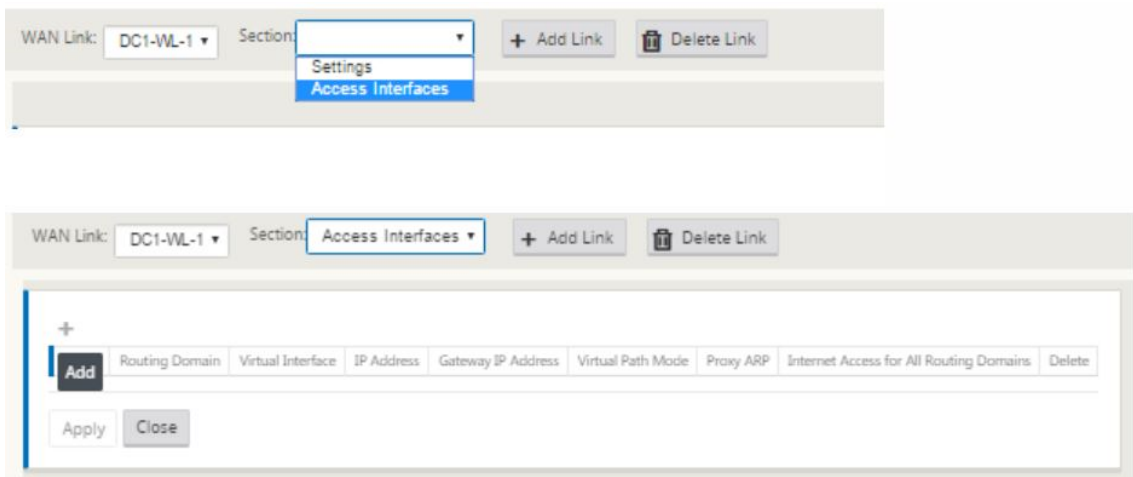 WAN Link: DC1-WL-1 Section: + Add Link Delete Link
Settings
Access Interfaces
WAN Link: DC1-WL-1 Section: Access Interfaces + Add Link Delete Link
+
Add Routing Domain Virtual Interface IP Address Gateway IP Address Virtual Path Mode Proxy ARP Internet Access for All Routing Domains Delete
Apply Close